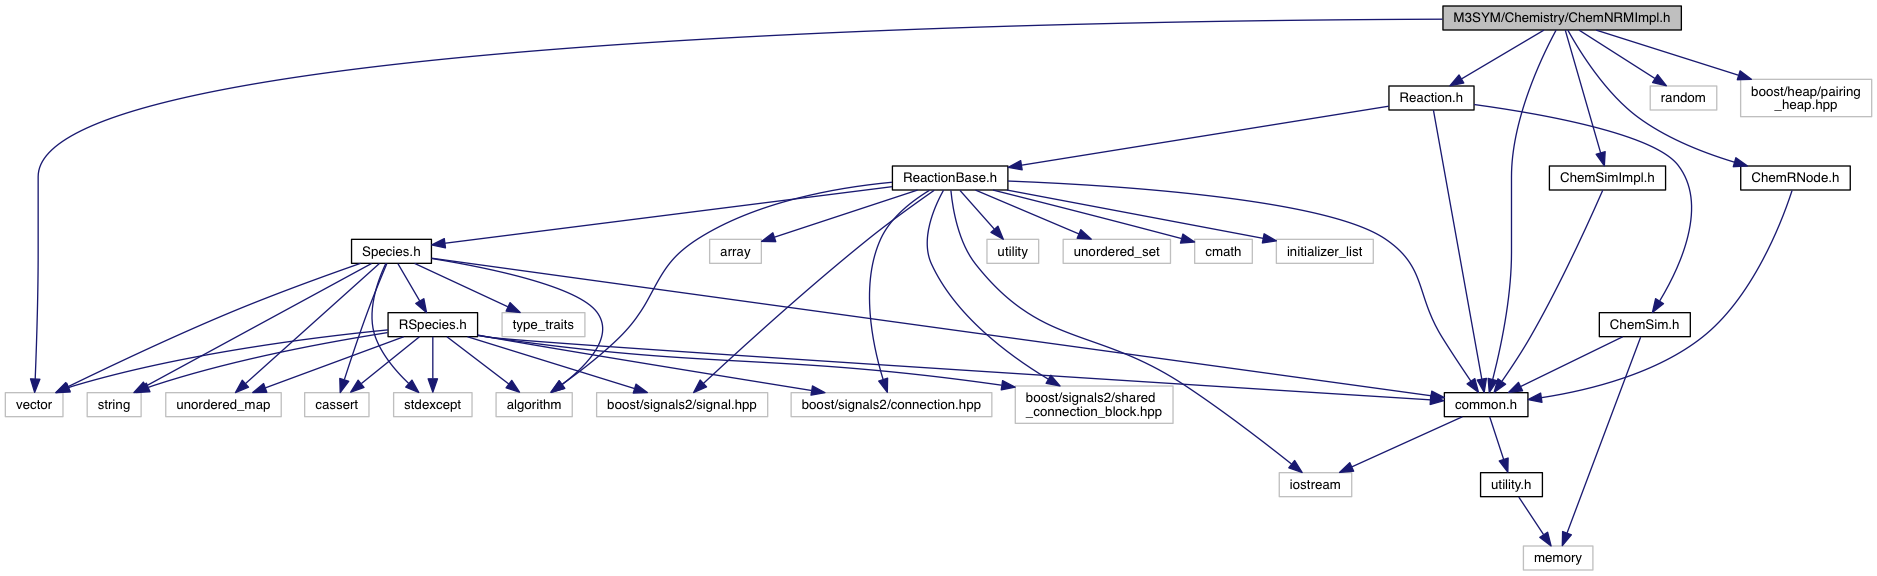 M3SYM/Chemistry/ChemNRMImpl.h
Reaction.h
random
boost/heap/pairing
_heap.hpp
ReactionBase.h
ChemSimImpl.h
ChemRNode.h
Species.h
array
utility
unordered_set
cmath
initializer_list
RSpecies.h
type_traits
ChemSim.h
vector
string
unordered_map
cassert
stdexcept
algorithm
boost/signals2/signal.hpp
boost/signals2/connection.hpp
boost/signals2/shared
_connection_block.hpp
common.h
iostream
utility.h
memory